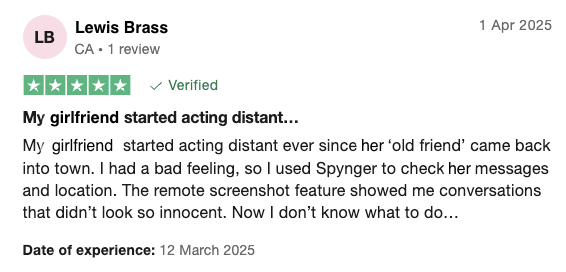 LB
Lewis Brass
1 Apr 2025
CA • 1 review
Verified
My girlfriend started acting distant…
My girlfriend started acting distant ever since her ‘old friend’ came back
into town. I had a bad feeling, so I used Spynger to check her messages
and location. The remote screenshot feature showed me conversations
that didn’t look so innocent. Now I don’t know what to do…
Date of experience: 12 March 2025